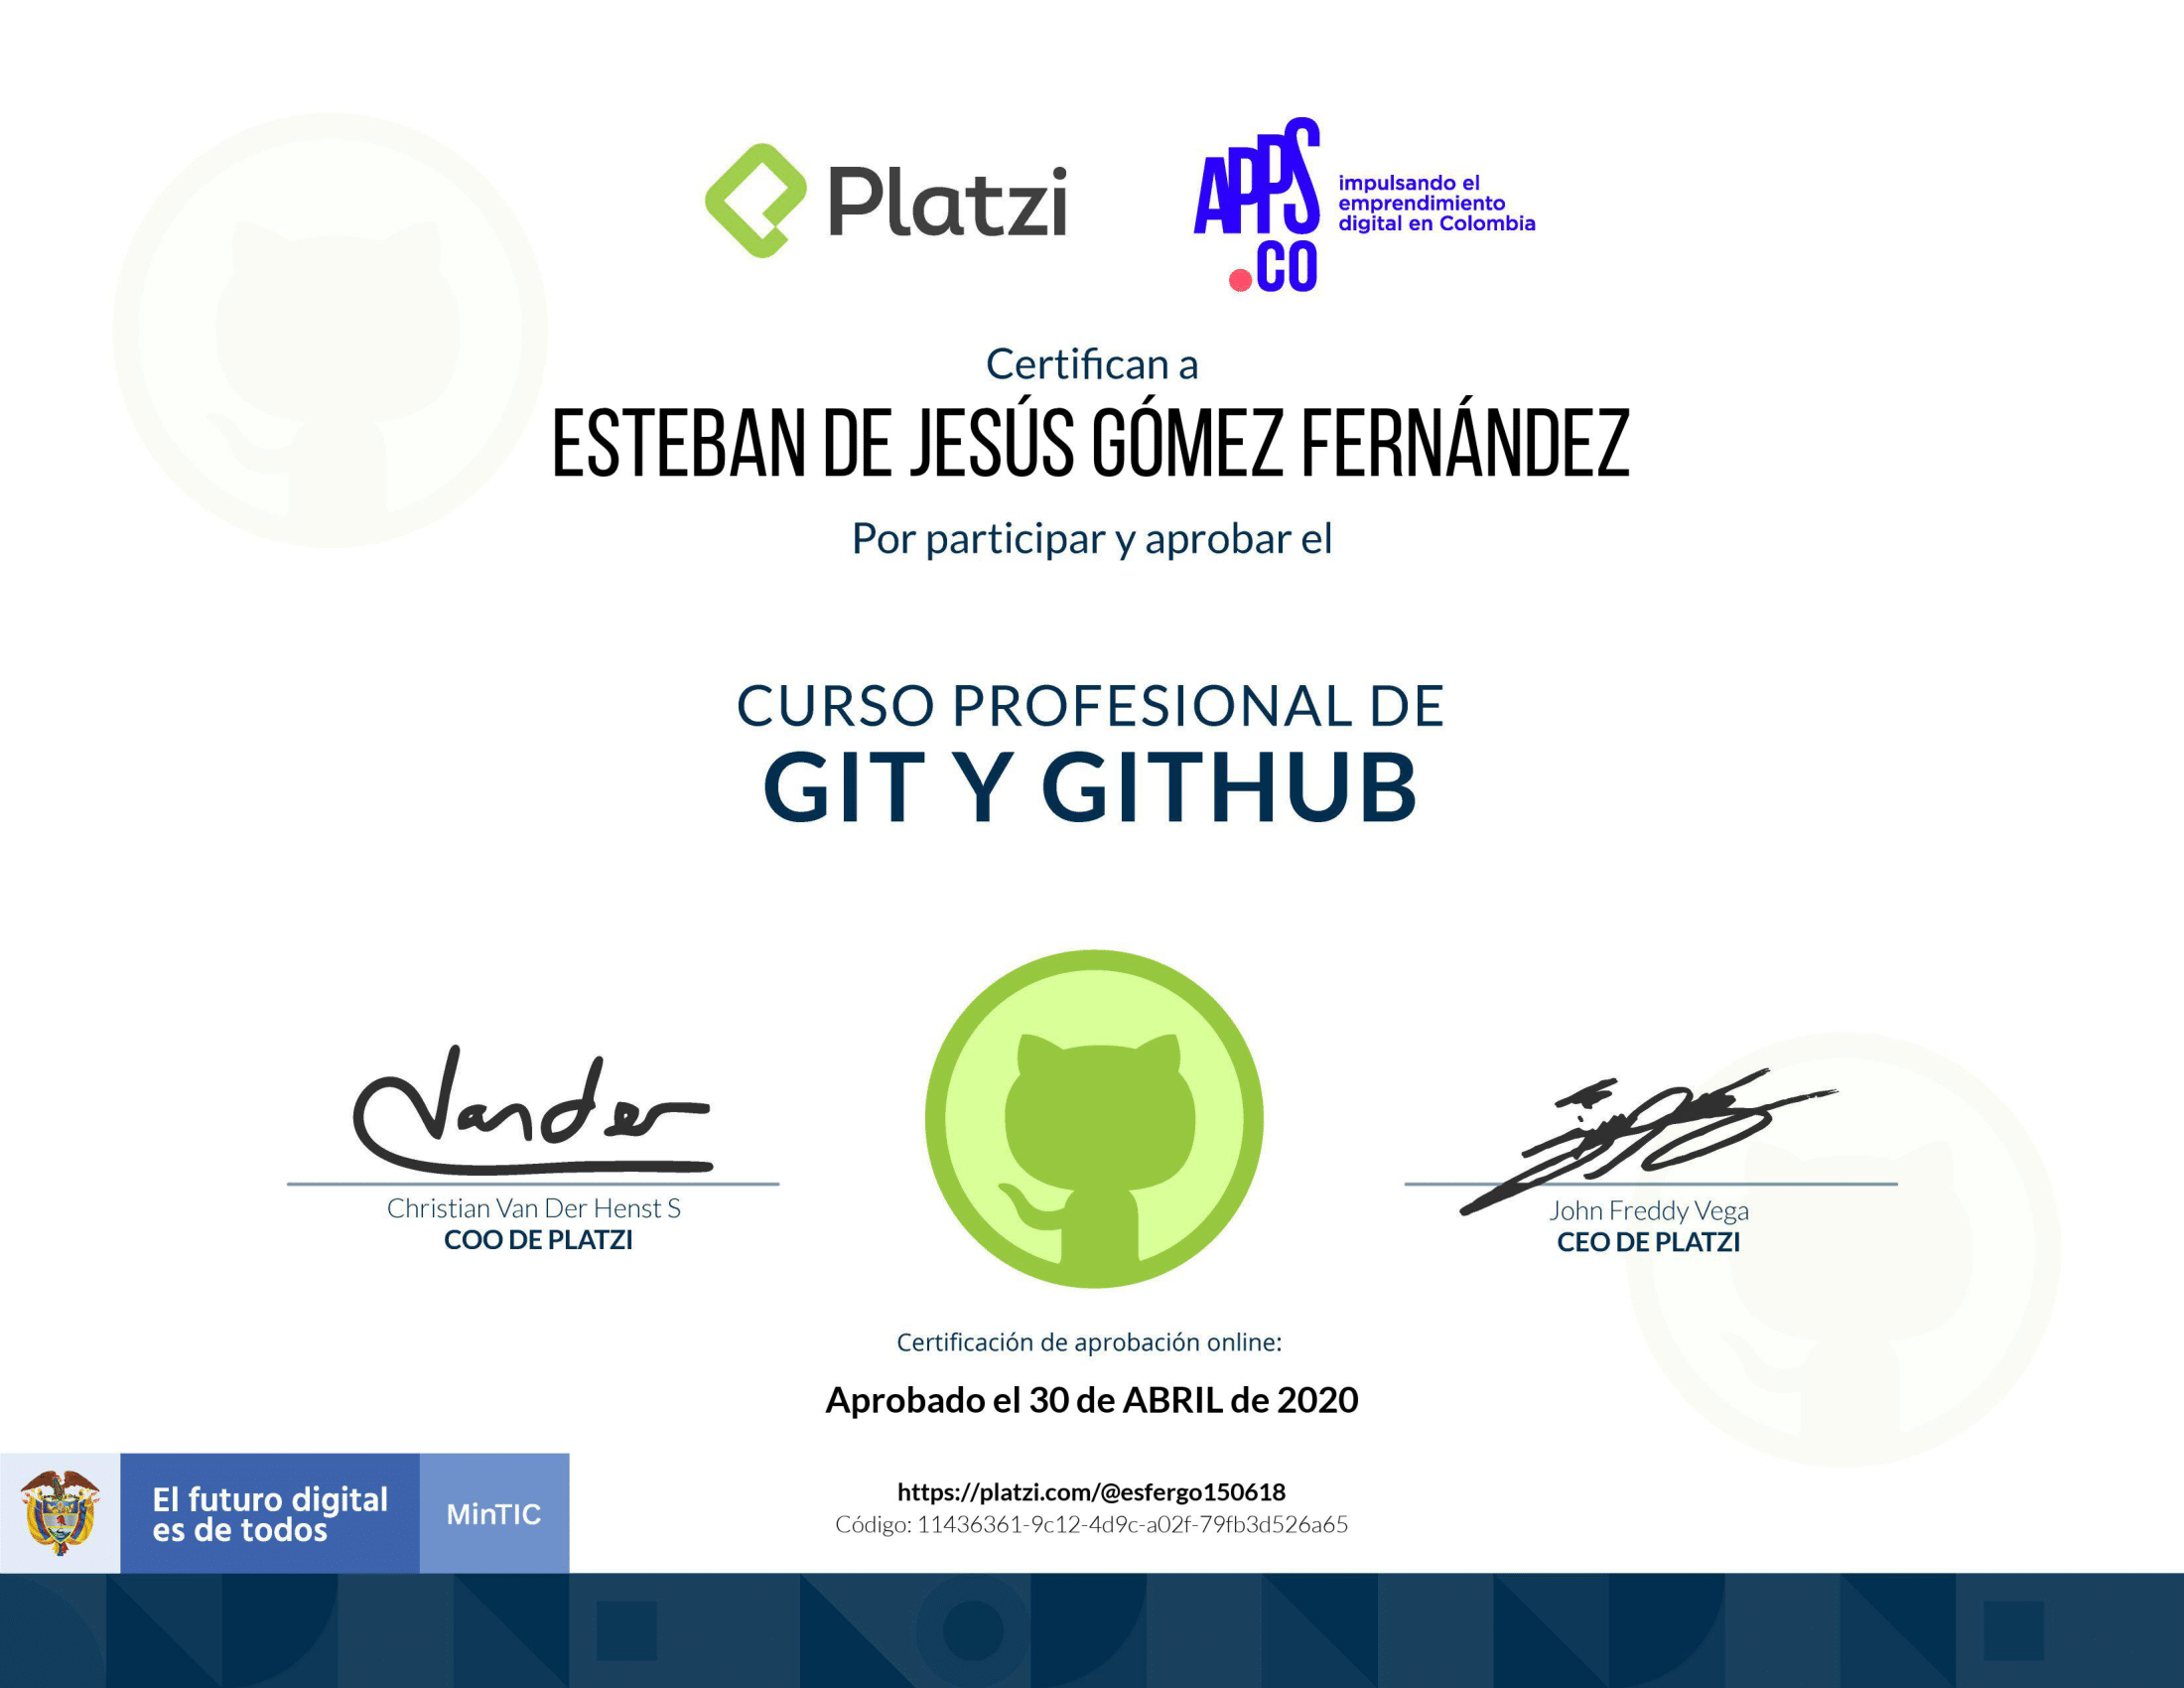 Platzi
APPS
.CO
impulsando el
emprendimiento
digital en Colombia
Certifican a
ESTEBAN DE JESÚS GÓMEZ FERNÁNDEZ
Por participar y aprobar el
CURSO PROFESIONAL DE
GIT Y GITHUB
Vander
Christian Van Der Henst S
COO DE PLATZI
John Freddy Vega
CEO DE PLATZI
Certificación de aprobación online:
Aprobado el 30 de ABRIL de 2020
El futuro digital
es de todos
MinTIC
https://platzi.com/@esfergo150618
Código: 11436361-9c12-4d9c-a02f-79fb3d526a65